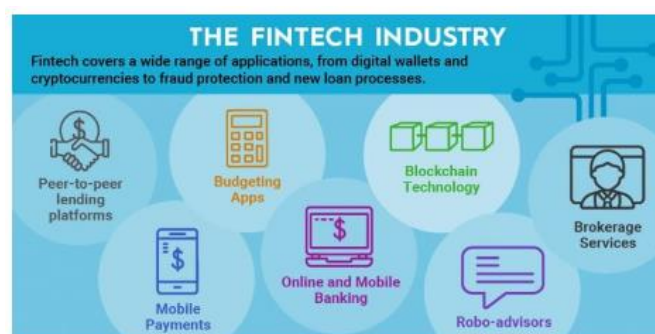 THE FINTECH INDUSTRY
Fintech covers a wide range of applications, from digital wallets and
cryptocurrencies to fraud protection and new loan processes.
Peer-to-peer
lending
platforms
Budgeting
Apps
Blockchain
Technology
Brokerage
Services
Mobile
Payments
Online and Mobile
Banking
Robo-advisors